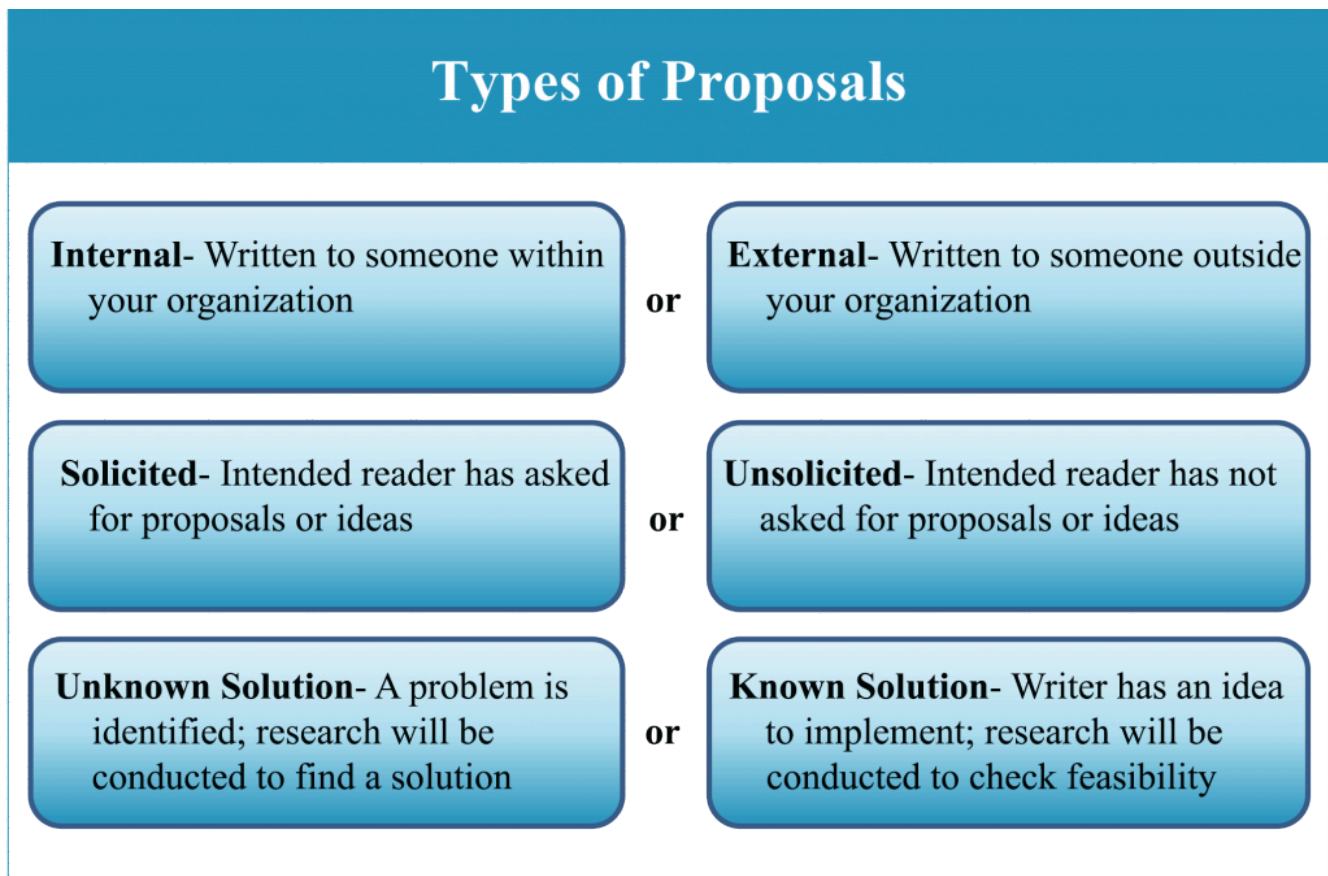 Types of Proposals
Internal- Written to someone within
your organization
or
External- Written to someone outside
your organization
Solicited- Intended reader has asked
for proposals or ideas
or
Unsolicited- Intended reader has not
asked for proposals or ideas
Unknown Solution- A problem is
identified; research will be
conducted to find a solution
or
Known Solution- Writer has an idea
to implement; research will be
conducted to check feasibility